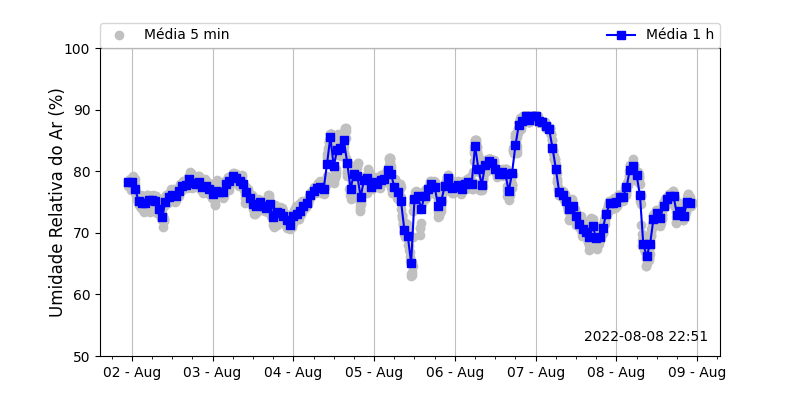 Média 5 min
Média 1 h
100
90
80
70
60
50
Umidade Relativa do Ar (%)
2022-08-08 22:51
02 - Aug
03 - Aug
04 - Aug
05 - Aug
06 - Aug
07 - Aug
08 - Aug
09 - Aug